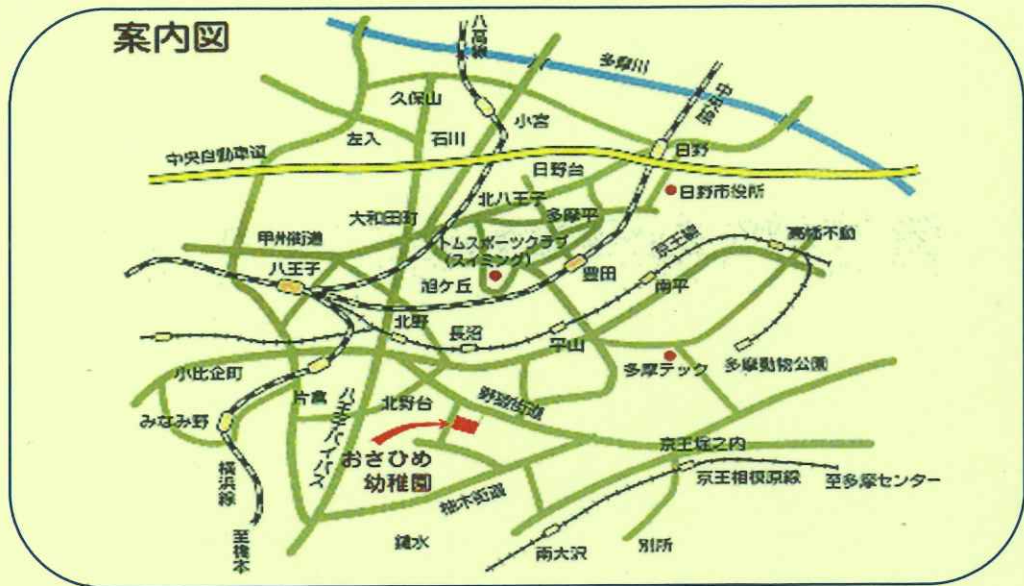 案内図
八高線
多摩川
中央線
久保山
小宮
左入
石川
日野
中央自動車道
日野台
日野市役所
北八王子
大和田町
多摩平
甲州街道
トムスポーツクラブ
(スイミング)
京王線
高幡不動
八王子
旭ケ丘
豊田
南平
北野
長沼
平山
小比企町
多摩テック
多摩動物公園
片倉
北野台
野猿街道
みなみ野
八王子バイパス
京王堀之内
おさひめ
幼稚園
横浜線
柚木街道
京王相模原線
至多摩センター
至橋本
鑓水
南大沢
別所